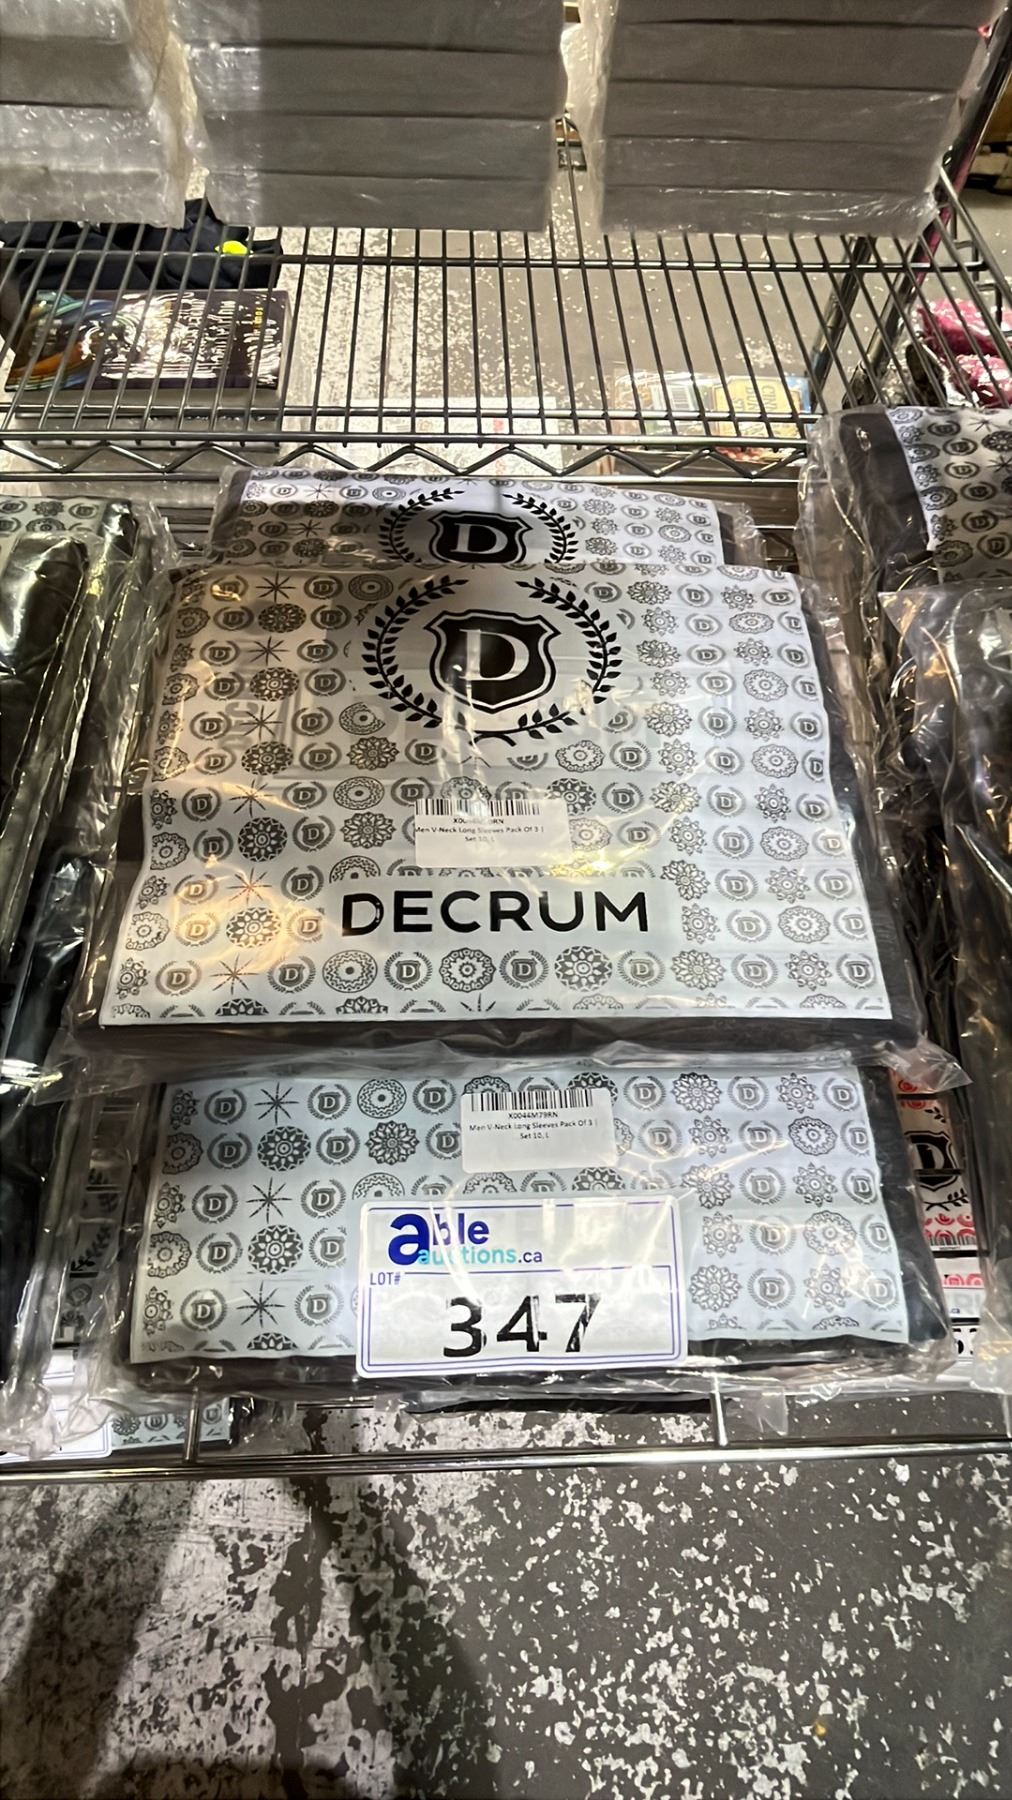 D
D
X0044M79RN
Men V-Neck Long Sleeves Pack Of 3 |
Set 10, L
DECRUM
X0044M79RN
Men V-Neck Long Sleeves Pack Of 3 |
Set 10, L
able
auctions.ca
LOT#
347